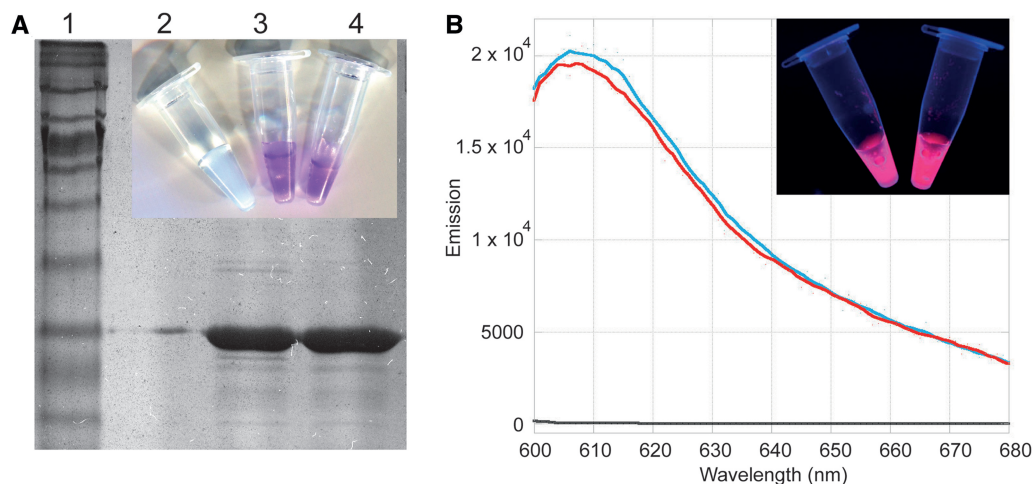 A
1 2 3 4
B
2 x 10⁴
1.5 x 10⁴
1 x 10⁴
5000
0
Emission
600 610 620 630 640 650 660 670 680
Wavelength (nm)